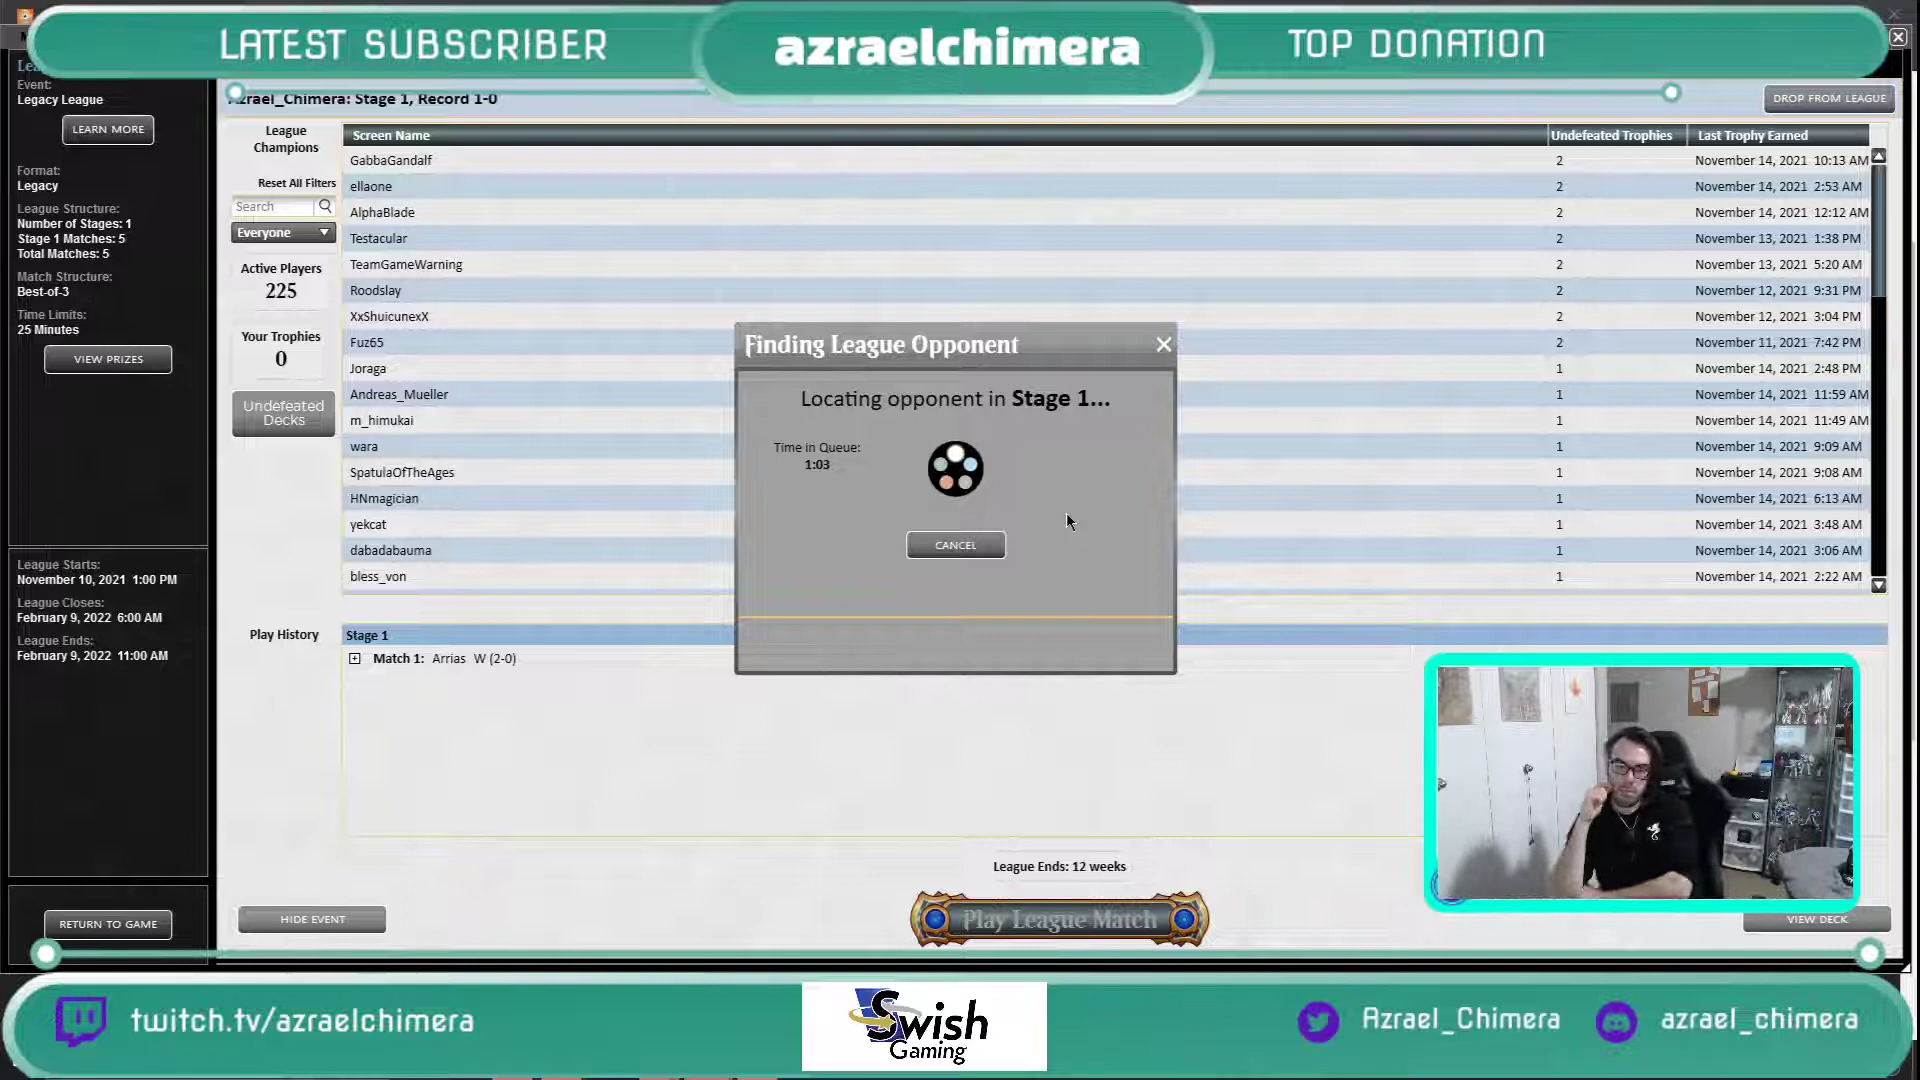 LATEST SUBSCRIBER
azraelchimera
TOP DONATION
Event:
Legacy League
LEARN MORE
Format:
Legacy
League Structure:
Number of Stages: 1
Stage 1 Matches: 5
Total Matches: 5
Match Structure:
Best-of-3
Time Limits:
25 Minutes
VIEW PRIZES
League Starts:
November 10, 2021 1:00 PM
League Closes:
February 9, 2022 6:00 AM
League Ends:
February 9, 2022 11:00 AM
RETURN TO GAME
Azrael_Chimera: Stage 1, Record 1-0
DROP FROM LEAGUE
League Champions
Reset All Filters
Search
Everyone
Active Players
225
Your Trophies
0
Undefeated Decks
Screen Name Undefeated Trophies Last Trophy Earned
GabbaGandalf 2 November 14, 2021 10:13 AM
ellaone 2 November 14, 2021 2:53 AM
AlphaBlade 2 November 14, 2021 12:12 AM
Testacular 2 November 13, 2021 1:38 PM
TeamGameWarning 2 November 13, 2021 5:20 AM
Roodslay 2 November 12, 2021 9:31 PM
XxShuicunexX 2 November 12, 2021 3:04 PM
Fuz65 2 November 11, 2021 7:42 PM
Joraga 1 November 14, 2021 2:48 PM
Andreas_Mueller 1 November 14, 2021 11:59 AM
m_himukai 1 November 14, 2021 11:49 AM
wara 1 November 14, 2021 9:09 AM
SpatulaOfTheAges 1 November 14, 2021 9:08 AM
HNmagician 1 November 14, 2021 6:13 AM
yekcat 1 November 14, 2021 3:48 AM
dabadabauma 1 November 14, 2021 3:06 AM
bless_von 1 November 14, 2021 2:22 AM
Finding League Opponent
Locating opponent in Stage 1...
Time in Queue:
1:03
CANCEL
Play History
Stage 1
Match 1: Arrias W (2-0)
League Ends: 12 weeks
HIDE EVENT
Play League Match
VIEW DECK
twitch.tv/azraelchimera
Swish
Gaming
Azrael_Chimera
azrael_chimera